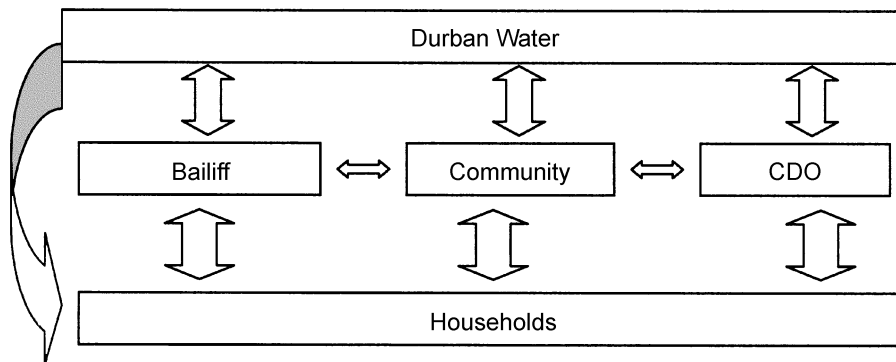 Durban Water
Bailiff
Community
CDO
Households